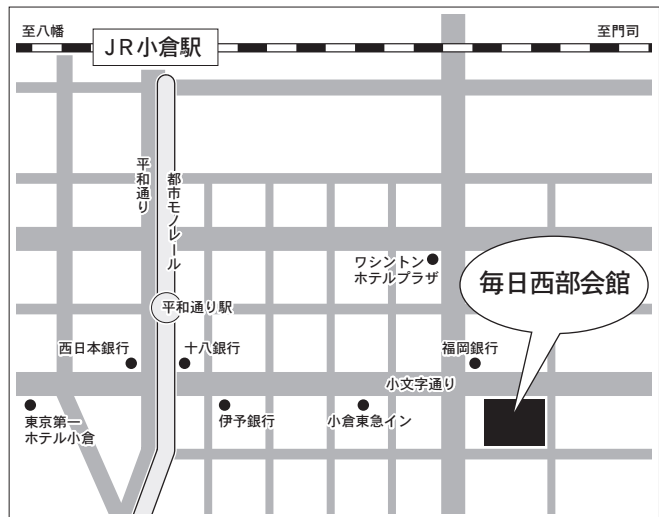 至八幡
JR小倉駅
至門司
平和通り
都市モノレール
ワシントン
ホテルプラザ
毎日西部会館
平和通り駅
西日本銀行
十八銀行
福岡銀行
小文字通り
東京第一
ホテル小倉
伊予銀行
小倉東急イン